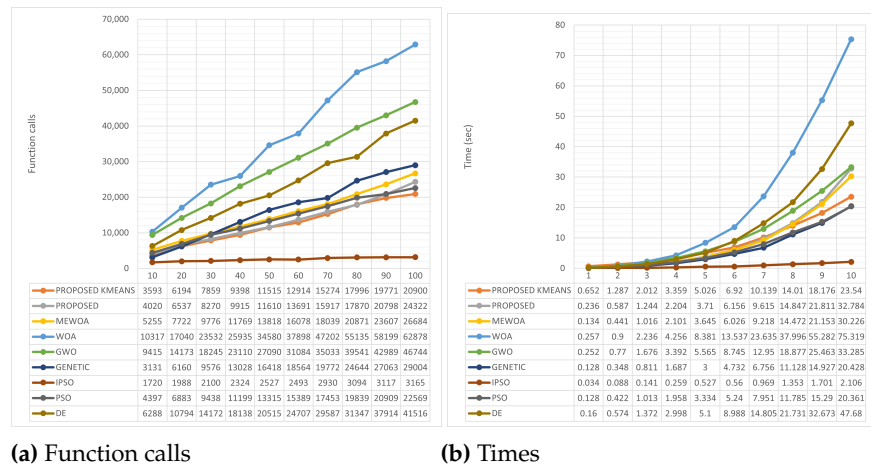 70,000
60,000
50,000
40,000
30,000
20,000
10,000
0
Function calls
10 20 30 40 50 60 70 80 90 100
PROPOSED KMEANS 3593 6194 7859 9398 11515 12914 15274 17996 19771 20900
PROPOSED 4020 6537 8270 9915 11610 13691 15917 17870 20798 24322
MEWOA 5255 7722 9776 11769 13818 16078 18039 20871 23607 26684
WOA 10317 17040 23532 25935 34580 37898 47202 55135 58199 62878
GWO 9415 14173 18245 23110 27090 31084 35033 39541 42989 46744
GENETIC 3131 6160 9576 13028 16418 18564 19772 24644 27063 29004
IPSO 1720 1988 2100 2324 2527 2493 2930 3094 3117 3165
PSO 4397 6883 9438 11199 13315 15389 17453 19839 20909 22569
DE 6288 10794 14172 18138 20515 24707 29587 31347 37914 41516
(a) Function calls
80
70
60
50
40
30
20
10
0
Time (sec)
1 2 3 4 5 6 7 8 9 10
PROPOSED KMEANS 0.652 1.287 2.012 3.359 5.026 6.92 10.139 14.01 18.176 23.54
PROPOSED 0.236 0.587 1.244 2.204 3.71 6.156 9.615 14.847 21.811 32.784
MEWOA 0.134 0.441 1.016 2.101 3.645 6.026 9.218 14.472 21.153 30.226
WOA 0.257 0.9 2.236 4.256 8.381 13.537 23.635 37.996 55.282 75.319
GWO 0.252 0.77 1.676 3.392 5.565 8.745 12.95 18.877 25.463 33.285
GENETIC 0.128 0.348 0.811 1.687 3 4.732 6.756 11.128 14.927 20.428
IPSO 0.034 0.088 0.141 0.259 0.527 0.56 0.969 1.353 1.701 2.106
PSO 0.128 0.422 1.013 1.958 3.334 5.24 7.951 11.785 15.29 20.361
DE 0.16 0.574 1.372 2.998 5.1 8.988 14.805 21.731 32.673 47.68
(b) Times